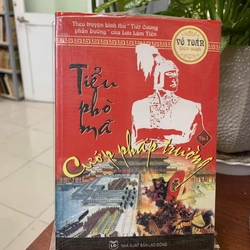 Theo truyện bình thư "Tiết Cương
phản Đường" của Lưu Lâm Tiên
VÕ TOÀN
Tiểu
phò
mã
Tập 1
Cướp pháp trường
NHÀ XUẤT BẢN LAO ĐỘNG